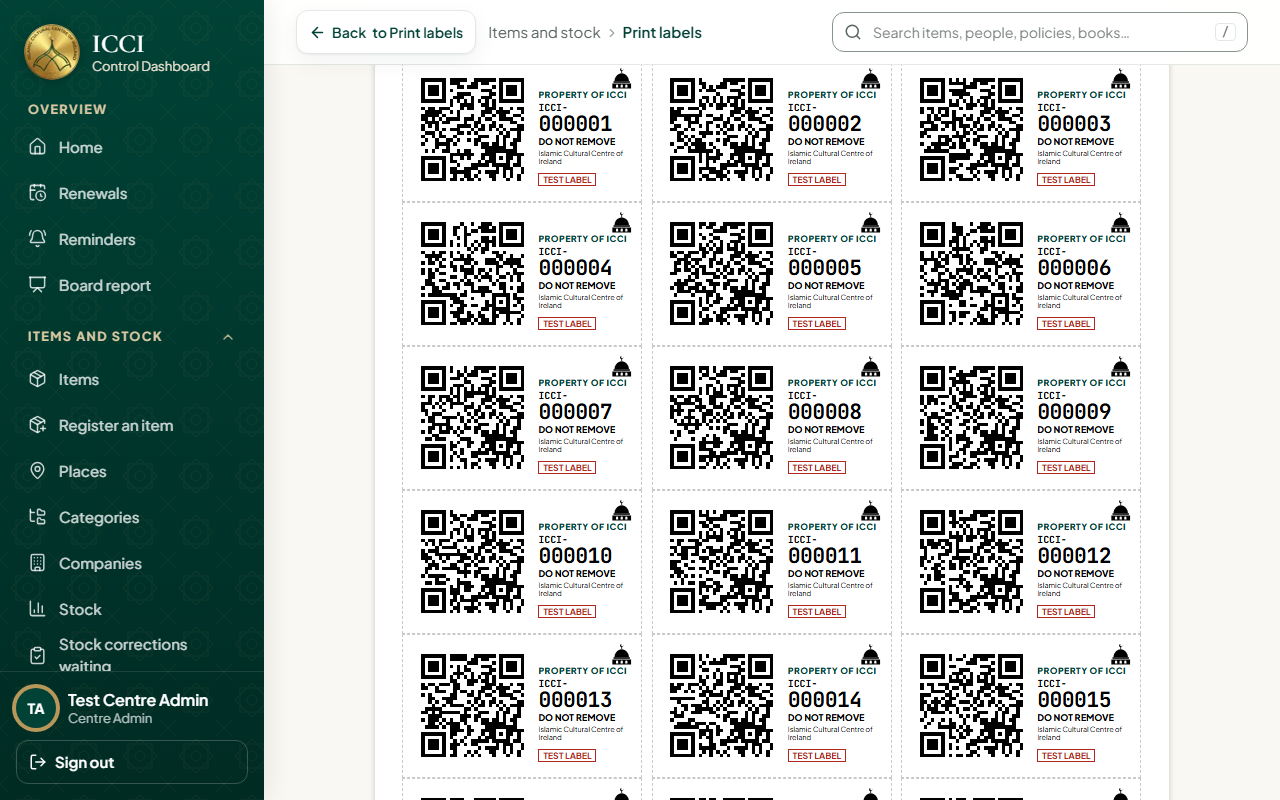 ICCI
Control Dashboard
OVERVIEW
Home
Renewals
Reminders
Board report
ITEMS AND STOCK
Items
Register an item
Places
Categories
Companies
Stock
Stock corrections
waiting
TA
Test Centre Admin
Centre Admin
Sign out
Back to Print labels
Items and stock
Print labels
Search items, people, policies, books…
/
PROPERTY OF ICCI
ICCI-
000001
DO NOT REMOVE
Islamic Cultural Centre of
Ireland
TEST LABEL
PROPERTY OF ICCI
ICCI-
000002
DO NOT REMOVE
Islamic Cultural Centre of
Ireland
TEST LABEL
PROPERTY OF ICCI
ICCI-
000003
DO NOT REMOVE
Islamic Cultural Centre of
Ireland
TEST LABEL
PROPERTY OF ICCI
ICCI-
000004
DO NOT REMOVE
Islamic Cultural Centre of
Ireland
TEST LABEL
PROPERTY OF ICCI
ICCI-
000005
DO NOT REMOVE
Islamic Cultural Centre of
Ireland
TEST LABEL
PROPERTY OF ICCI
ICCI-
000006
DO NOT REMOVE
Islamic Cultural Centre of
Ireland
TEST LABEL
PROPERTY OF ICCI
ICCI-
000007
DO NOT REMOVE
Islamic Cultural Centre of
Ireland
TEST LABEL
PROPERTY OF ICCI
ICCI-
000008
DO NOT REMOVE
Islamic Cultural Centre of
Ireland
TEST LABEL
PROPERTY OF ICCI
ICCI-
000009
DO NOT REMOVE
Islamic Cultural Centre of
Ireland
TEST LABEL
PROPERTY OF ICCI
ICCI-
000010
DO NOT REMOVE
Islamic Cultural Centre of
Ireland
TEST LABEL
PROPERTY OF ICCI
ICCI-
000011
DO NOT REMOVE
Islamic Cultural Centre of
Ireland
TEST LABEL
PROPERTY OF ICCI
ICCI-
000012
DO NOT REMOVE
Islamic Cultural Centre of
Ireland
TEST LABEL
PROPERTY OF ICCI
ICCI-
000013
DO NOT REMOVE
Islamic Cultural Centre of
Ireland
TEST LABEL
PROPERTY OF ICCI
ICCI-
000014
DO NOT REMOVE
Islamic Cultural Centre of
Ireland
TEST LABEL
PROPERTY OF ICCI
ICCI-
000015
DO NOT REMOVE
Islamic Cultural Centre of
Ireland
TEST LABEL